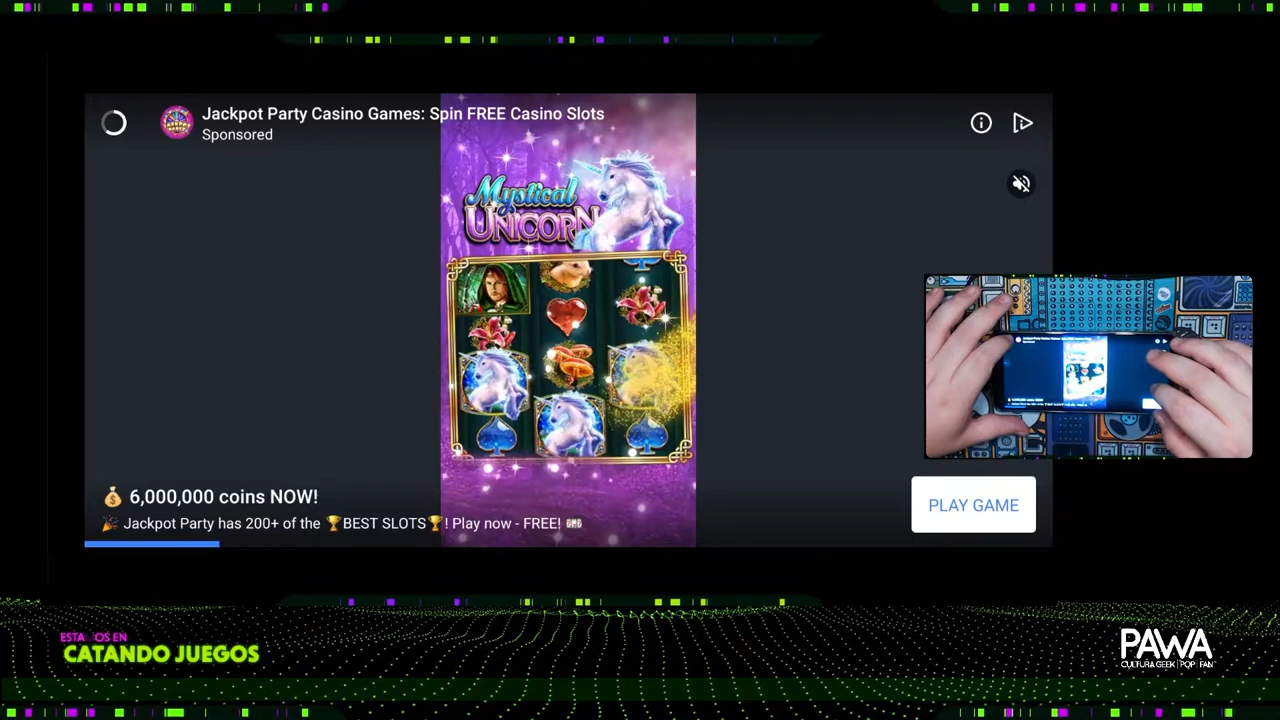 Jackpot Party Casino Games: Spin FREE Casino Slots
Sponsored
Mystical
UNICORN
💰 6,000,000 coins NOW!
🎉 Jackpot Party has 200+ of the 🏆BEST SLOTS🏆! Play now - FREE! 🎰
PLAY GAME
ESTAMOS EN
CATANDO JUEGOS
PAWA
CULTURA GEEK | POP | FAN